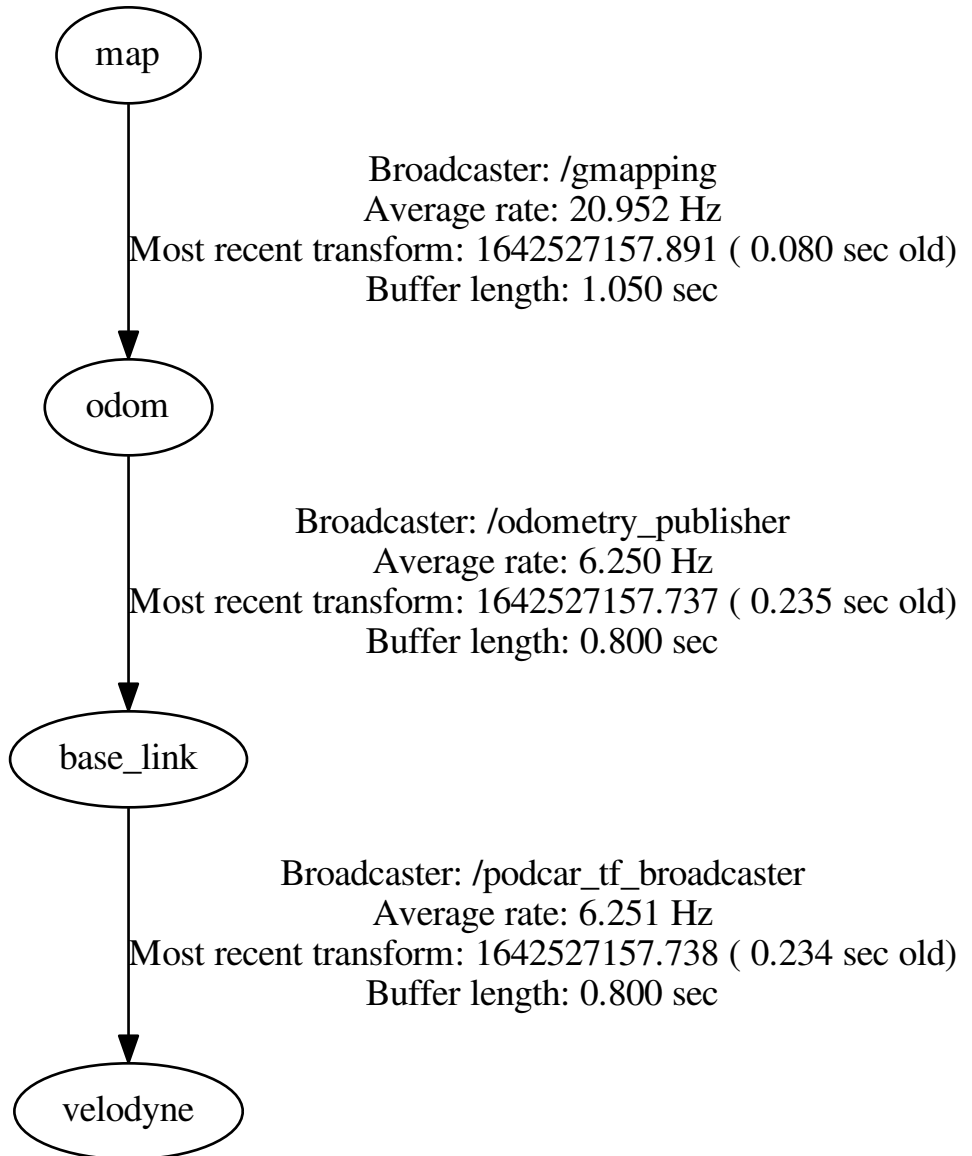 map
Broadcaster: /gmapping
Average rate: 20.952 Hz
Most recent transform: 1642527157.891 ( 0.080 sec old)
Buffer length: 1.050 sec
odom
Broadcaster: /odometry_publisher
Average rate: 6.250 Hz
Most recent transform: 1642527157.737 ( 0.235 sec old)
Buffer length: 0.800 sec
base_link
Broadcaster: /podcar_tf_broadcaster
Average rate: 6.251 Hz
Most recent transform: 1642527157.738 ( 0.234 sec old)
Buffer length: 0.800 sec
velodyne